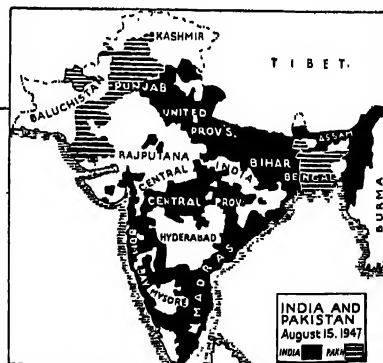 KASHMIR
TIBET
PUNJAB
BALUCHISTAN
UNITED
PROV'S.
ASSAM
RAJPUTANA
CENTRAL
INDIA
BIHAR
BENGAL
BURMA
CENTRAL PROV.
HYDERABAD
MADRAS
MYSORE
INDIA AND
PAKISTAN
August 15, 1947
INDIA PAKN